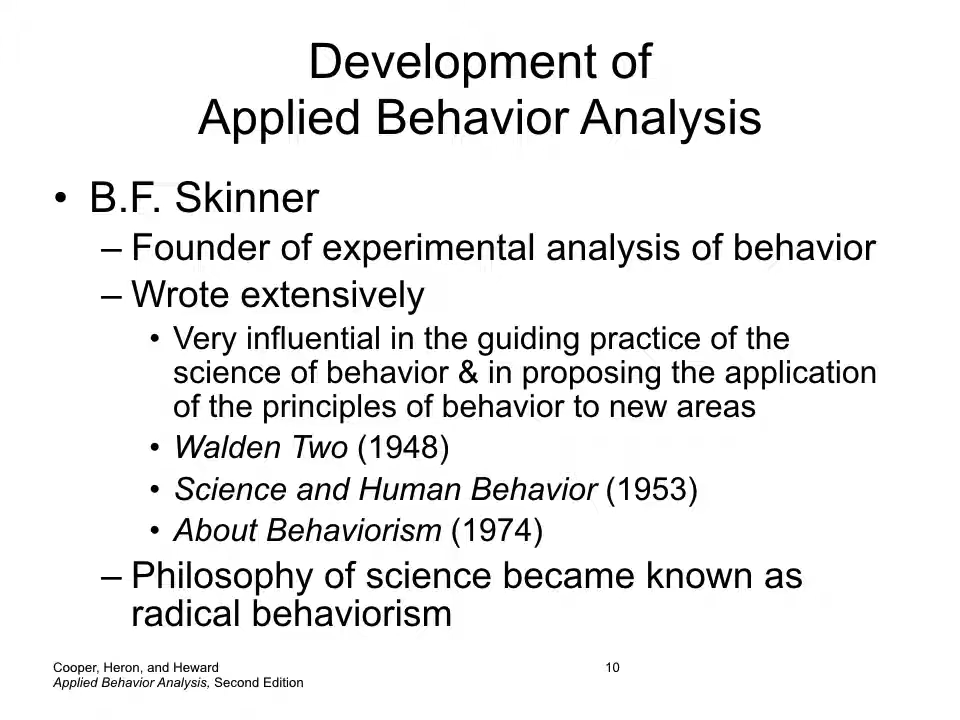 Development of
Applied Behavior Analysis
• B.F. Skinner
– Founder of experimental analysis of behavior
– Wrote extensively
• Very influential in the guiding practice of the
science of behavior & in proposing the application
of the principles of behavior to new areas
• Walden Two (1948)
• Science and Human Behavior (1953)
• About Behaviorism (1974)
– Philosophy of science became known as
radical behaviorism
Cooper, Heron, and Heward
Applied Behavior Analysis, Second Edition
10